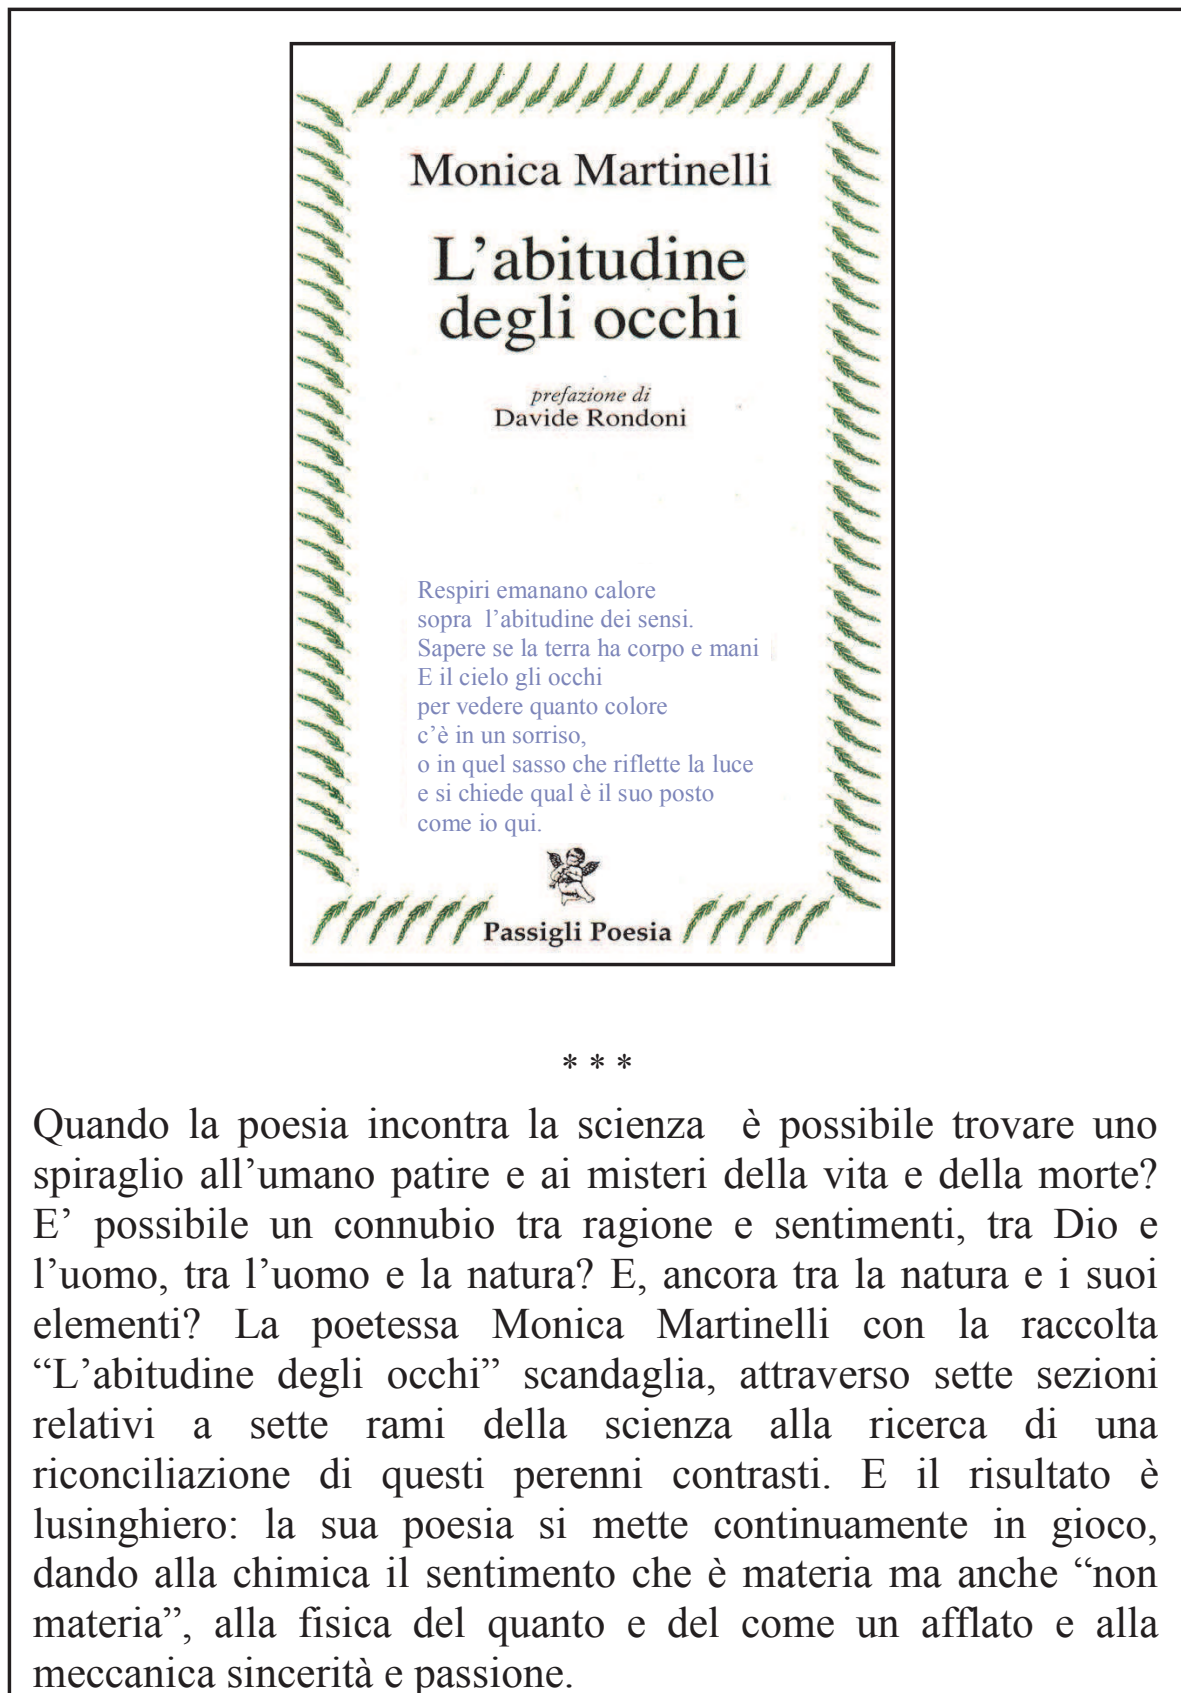 Monica Martinelli
L’abitudine
degli occhi
prefazione di
Davide Rondoni
Respiri emanano calore
sopra  l’abitudine dei sensi.
Sapere se la terra ha corpo e mani
E il cielo gli occhi
per vedere quanto colore
c’è in un sorriso,
o in quel sasso che riflette la luce
e si chiede qual è il suo posto
come io qui.
Passigli Poesia
* * *
Quando la poesia incontra la scienza  è possibile trovare uno
spiraglio all’umano patire e ai misteri della vita e della morte?
E’ possibile un connubio tra ragione e sentimenti, tra Dio e
l’uomo, tra l’uomo e la natura? E, ancora tra la natura e i suoi
elementi? La poetessa Monica Martinelli con la raccolta
“L’abitudine degli occhi” scandaglia, attraverso sette sezioni
relativi a sette rami della scienza alla ricerca di una
riconciliazione di questi perenni contrasti. E il risultato è
lusinghiero: la sua poesia si mette continuamente in gioco,
dando alla chimica il sentimento che è materia ma anche “non
materia”, alla fisica del quanto e del come un afflato e alla
meccanica sincerità e passione.